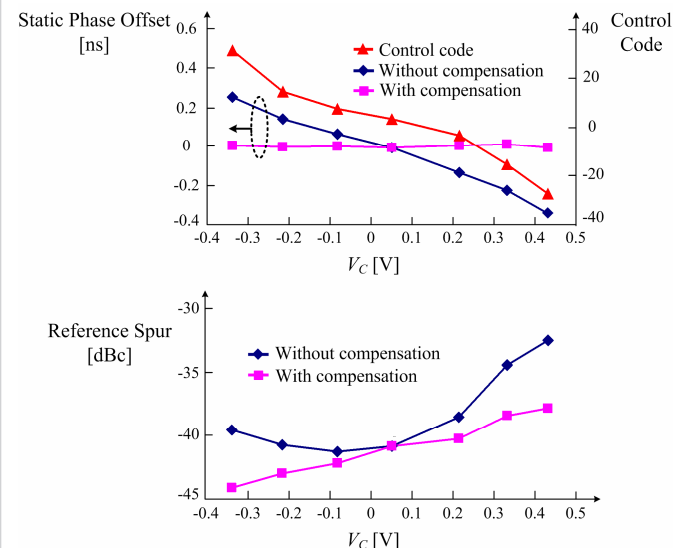 Static Phase Offset
[ns]
Control
Code
0.6
0.4
0.2
0
-0.2
-0.4
40
20
0
-20
-40
Control code
Without compensation
With compensation
-0.4 -0.3 -0.2 -0.1 0 0.1 0.2 0.3 0.4 0.5
VC [V]
Reference Spur
[dBc]
-30
-35
-40
-45
Without compensation
With compensation
-0.4 -0.3 -0.2 -0.1 0 0.1 0.2 0.3 0.4 0.5
VC [V]